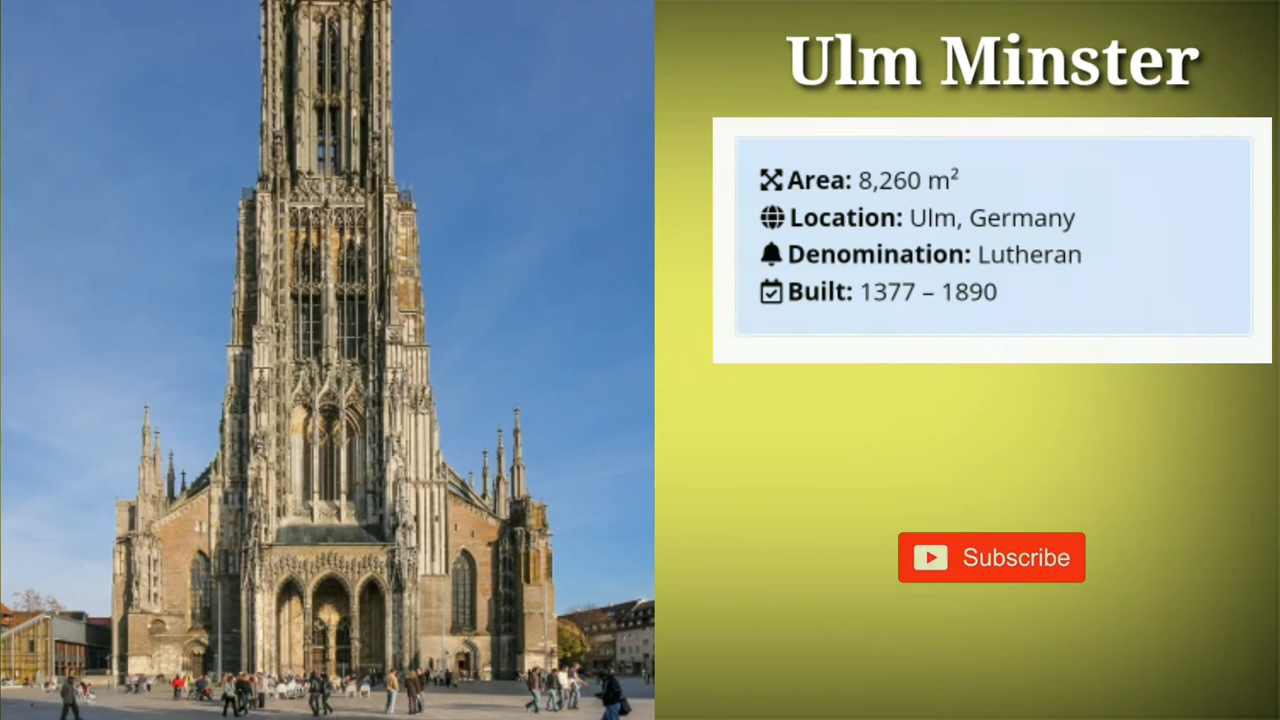 Ulm Minster
Area: 8,260 m²
Location: Ulm, Germany
Denomination: Lutheran
Built: 1377 – 1890
Subscribe